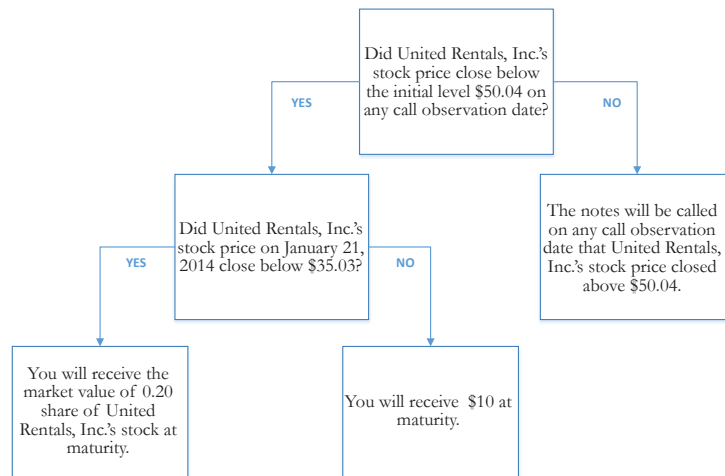 Did United Rentals, Inc.'s
stock price close below
the initial level $50.04 on
any call observation date?
YES
NO
Did United Rentals, Inc.'s
stock price on January 21,
2014 close below $35.03?
The notes will be called
on any call observation
date that United Rentals,
Inc.'s stock price closed
above $50.04.
YES
NO
You will receive the
market value of 0.20
share of United
Rentals, Inc.'s stock at
maturity.
You will receive $10 at
maturity.